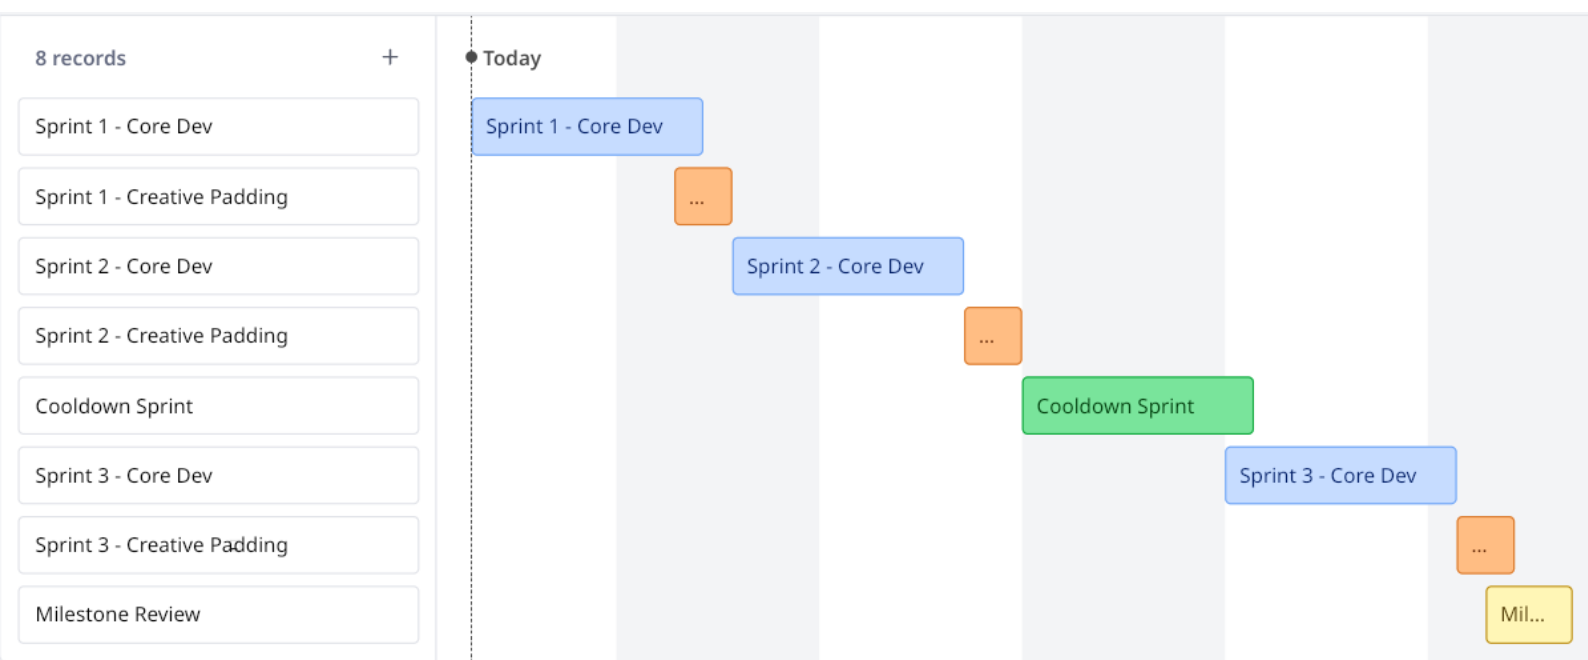 8 records
+
Today
Sprint 1 - Core Dev
Sprint 1 - Core Dev
Sprint 1 - Creative Padding
...
Sprint 2 - Core Dev
Sprint 2 - Core Dev
Sprint 2 - Creative Padding
...
Cooldown Sprint
Cooldown Sprint
Sprint 3 - Core Dev
Sprint 3 - Core Dev
Sprint 3 - Creative Padding
...
Milestone Review
Mil...